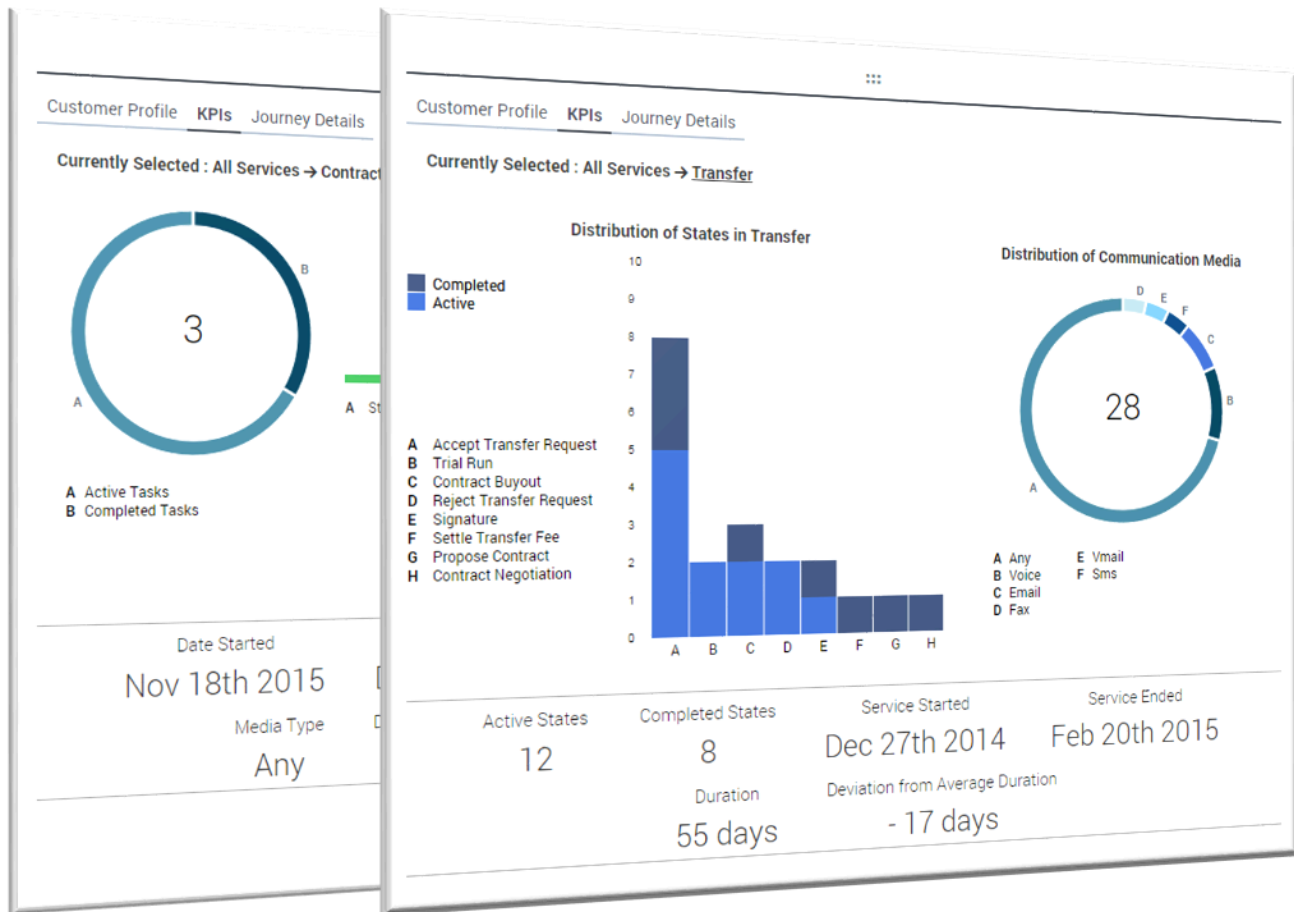 Customer Profile KPIs Journey Details
Currently Selected : All Services → Contract
3
B
A
A St
A Active Tasks
B Completed Tasks
Date Started
Nov 18th 2015
Media Type
Any
Customer Profile KPIs Journey Details
Currently Selected : All Services → Transfer
Distribution of States in Transfer
Completed
Active
10
9
8
7
6
5
4
3
2
1
0
A Accept Transfer Request
B Trial Run
C Contract Buyout
D Reject Transfer Request
E Signature
F Settle Transfer Fee
G Propose Contract
H Contract Negotiation
A B C D E F G H
Distribution of Communication Media
D E F C B A
28
A Any E Vmail
B Voice F Sms
C Email
D Fax
Active States Completed States Service Started Service Ended
12 8 Dec 27th 2014 Feb 20th 2015
Duration Deviation from Average Duration
55 days - 17 days